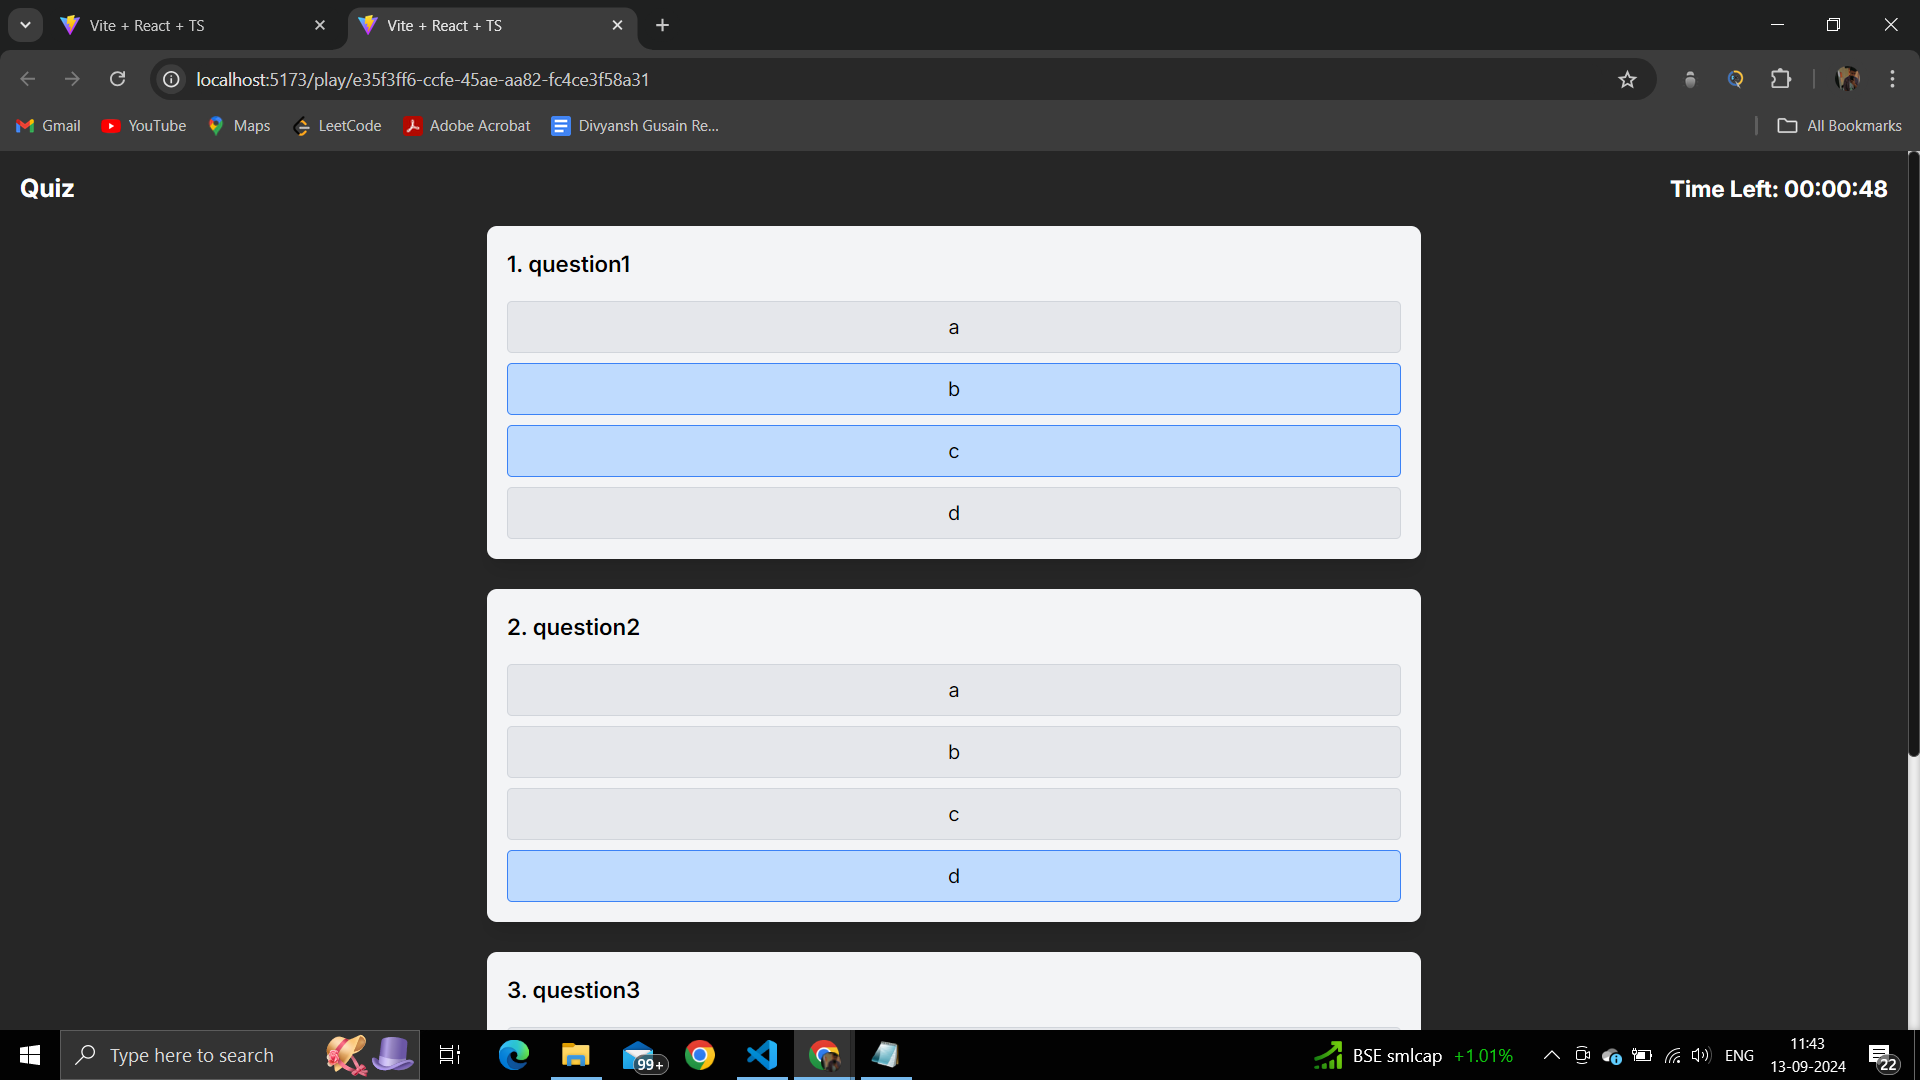 Vite + React + TS
Vite + React + TS
localhost:5173/play/e35f3ff6-ccfe-45ae-aa82-fc4ce3f58a31
Gmail YouTube Maps LeetCode Adobe Acrobat Divyansh Gusain Re... All Bookmarks
Quiz
Time Left: 00:00:48
1. question1
a
b
c
d
2. question2
a
b
c
d
3. question3
Type here to search
99+
BSE smlcap +1.01%
ENG
11:43
13-09-2024
22